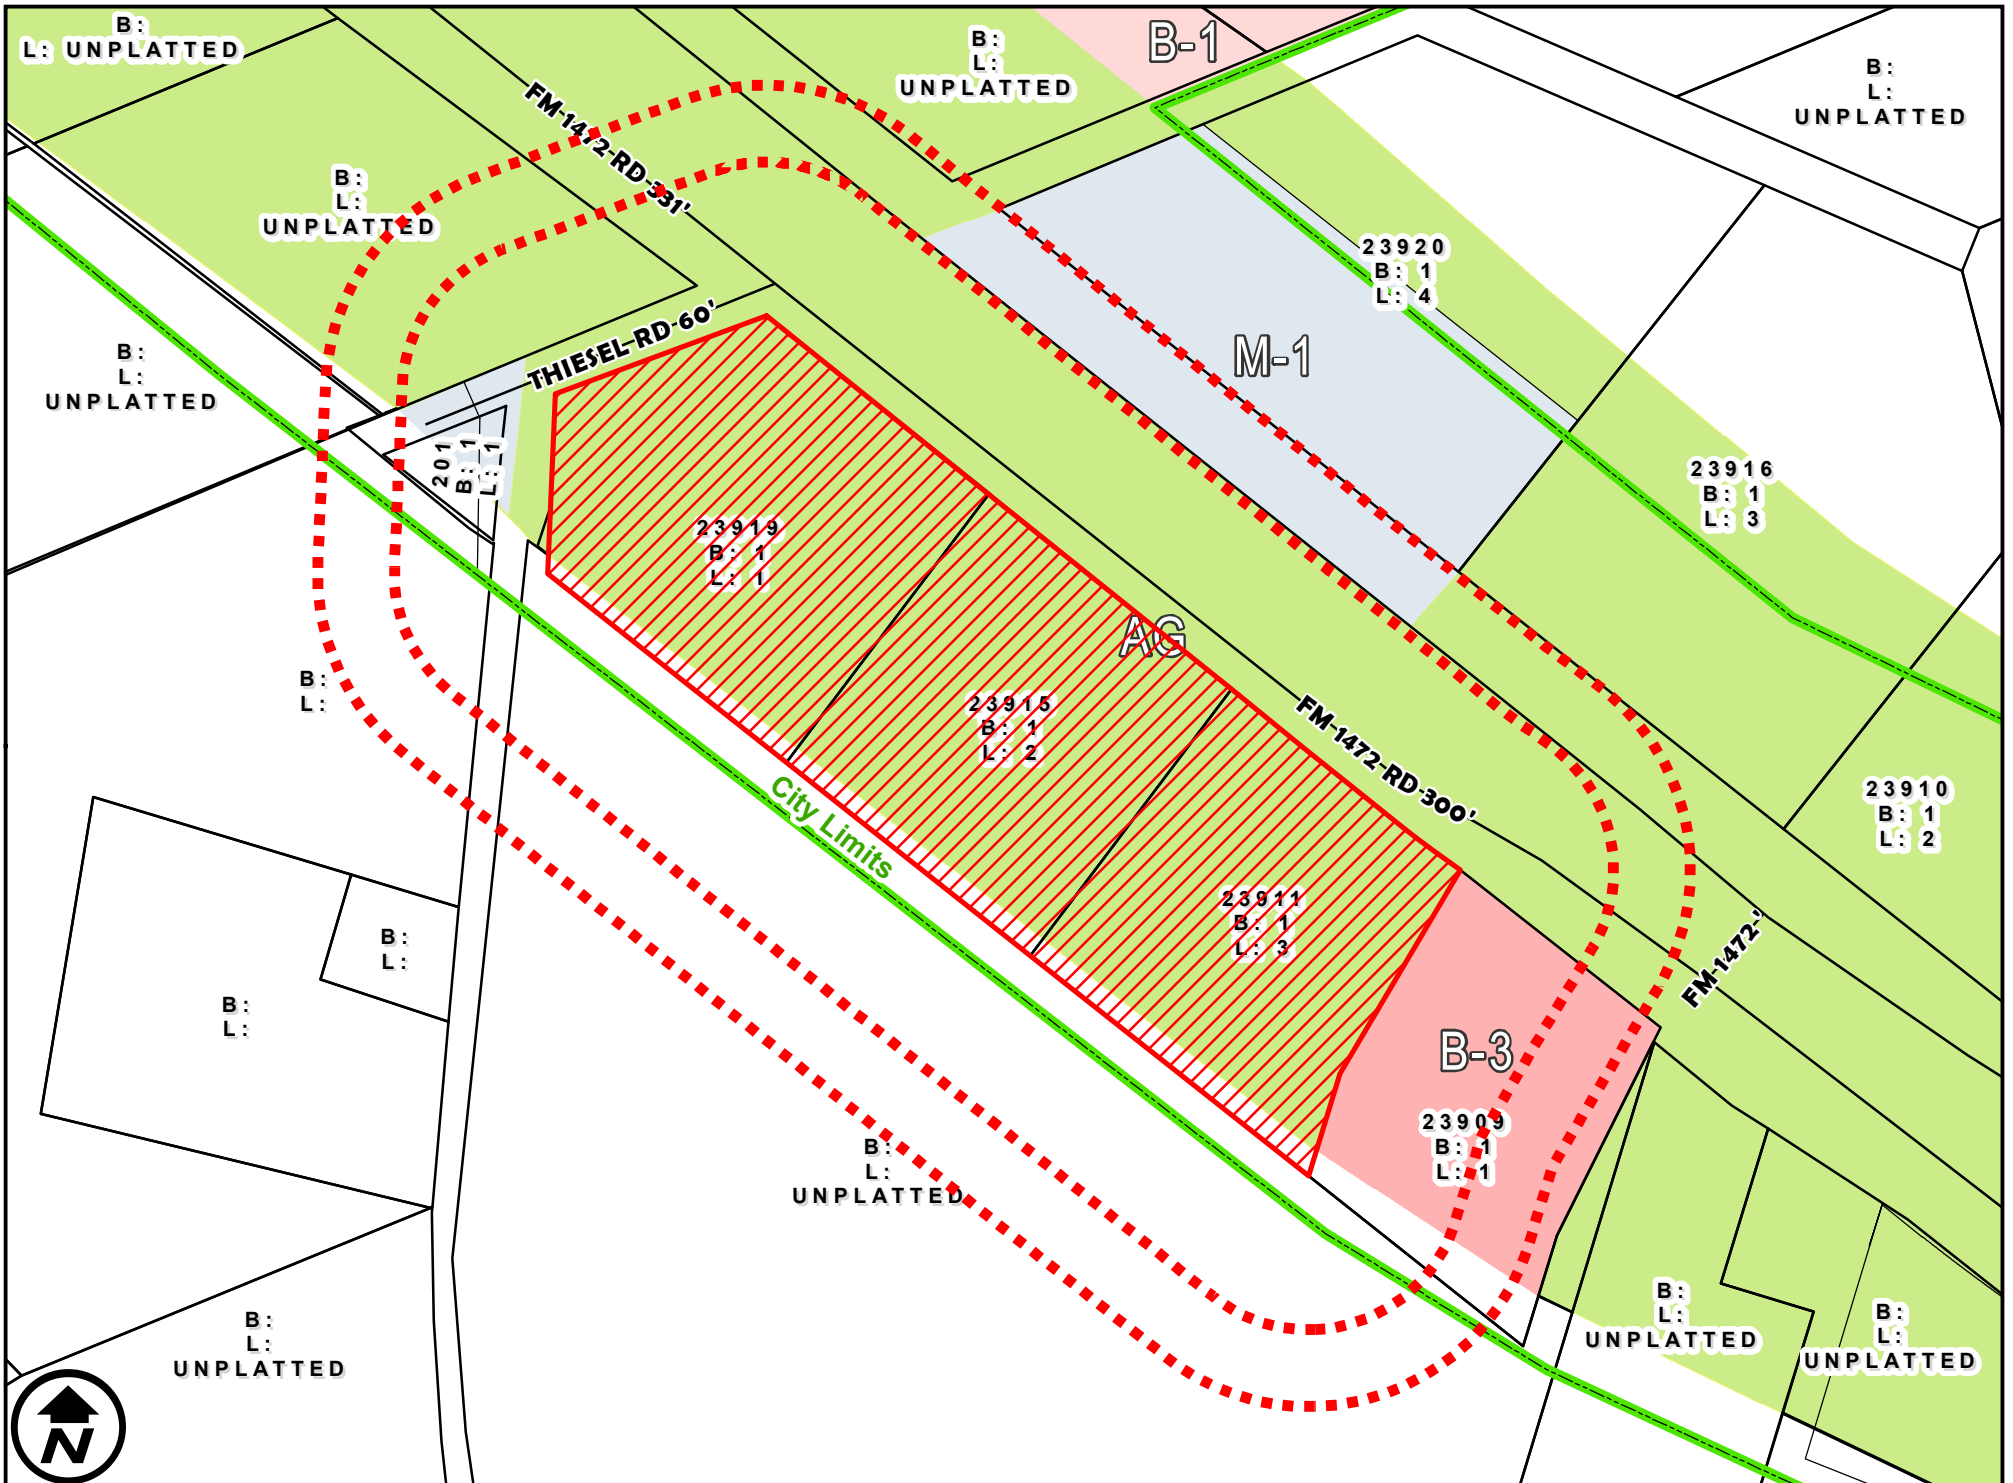 B:
L: UNPLATTED
B:
L:
UNPLATTED
B-1
B:
L:
UNPLATTED
FM 1472 RD 331'
B:
L:
UNPLATTED
23920
B: 1
L: 4
M-1
THIESEL RD 60'
B:
L:
UNPLATTED
201
B: 1
L: 1
23916
B: 1
L: 3
23919
B: 1
L: 1
AG
B:
L:
23915
B: 1
L: 2
FM 1472 RD 300'
City Limits
23910
B: 1
L: 2
23911
B: 1
L: 3
FM 1472 '
B:
L:
B:
L:
B-3
23909
B: 1
L: 1
B:
L:
UNPLATTED
B:
L:
UNPLATTED
B:
L:
UNPLATTED
B:
L:
UNPLATTED
N